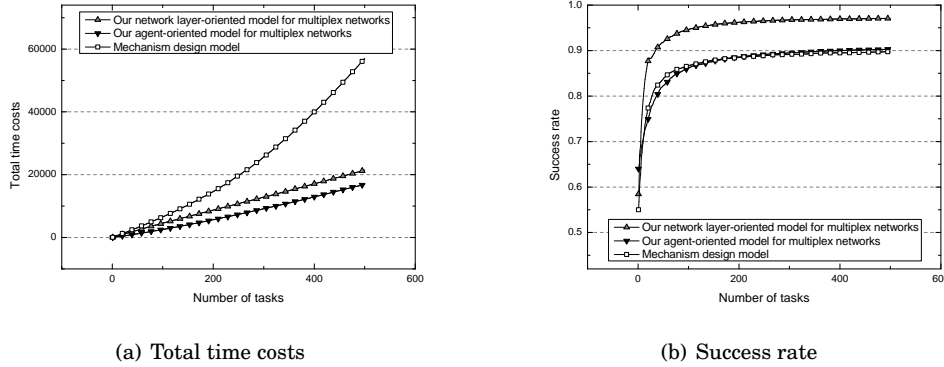 Our network layer-oriented model for multiplex networks
Our agent-oriented model for multiplex networks
Mechanism design model
60000
40000
20000
0
Total time costs
0 200 400 600
Number of tasks
(a) Total time costs
1.0
0.9
0.8
0.7
0.6
0.5
Success rate
Our network layer-oriented model for multiplex networks
Our agent-oriented model for multiplex networks
Mechanism design model
0 200 400 60
Number of tasks
(b) Success rate